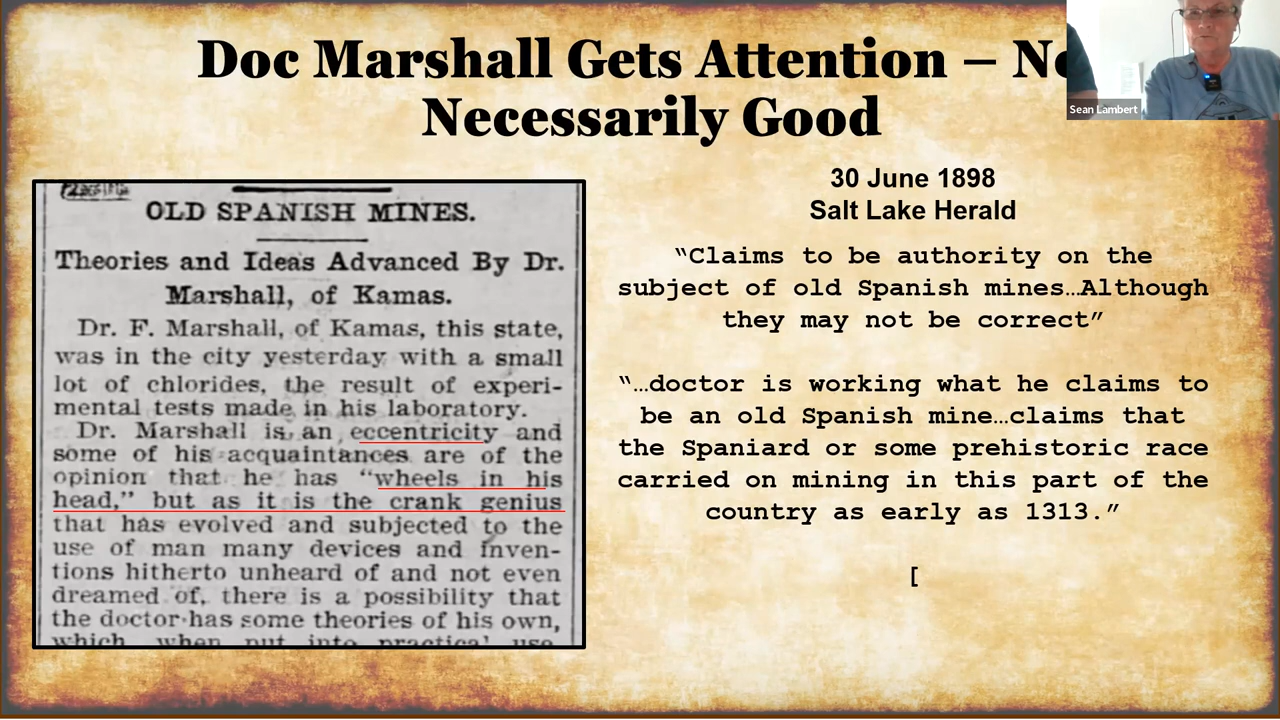 Doc Marshall Gets Attention – No
Necessarily Good
Sean Lambert
OLD SPANISH MINES.
Theories and Ideas Advanced By Dr.
Marshall, of Kamas.
Dr. F. Marshall, of Kamas, this state,
was in the city yesterday with a small
lot of chlorides, the result of experi-
mental tests made in his laboratory.
Dr. Marshall is an eccentricity and
some of his acquaintances are of the
opinion that he has “wheels in his
head,” but as it is the crank genius
that has evolved and subjected to the
use of man many devices and inven-
tions hitherto unheard of and not even
dreamed of, there is a possibility that
the doctor has some theories of his own,
which, when put into practical use
30 June 1898
Salt Lake Herald
“Claims to be authority on the
subject of old Spanish mines…Although
they may not be correct”
“…doctor is working what he claims to
be an old Spanish mine…claims that
the Spaniard or some prehistoric race
carried on mining in this part of the
country as early as 1313.”
[